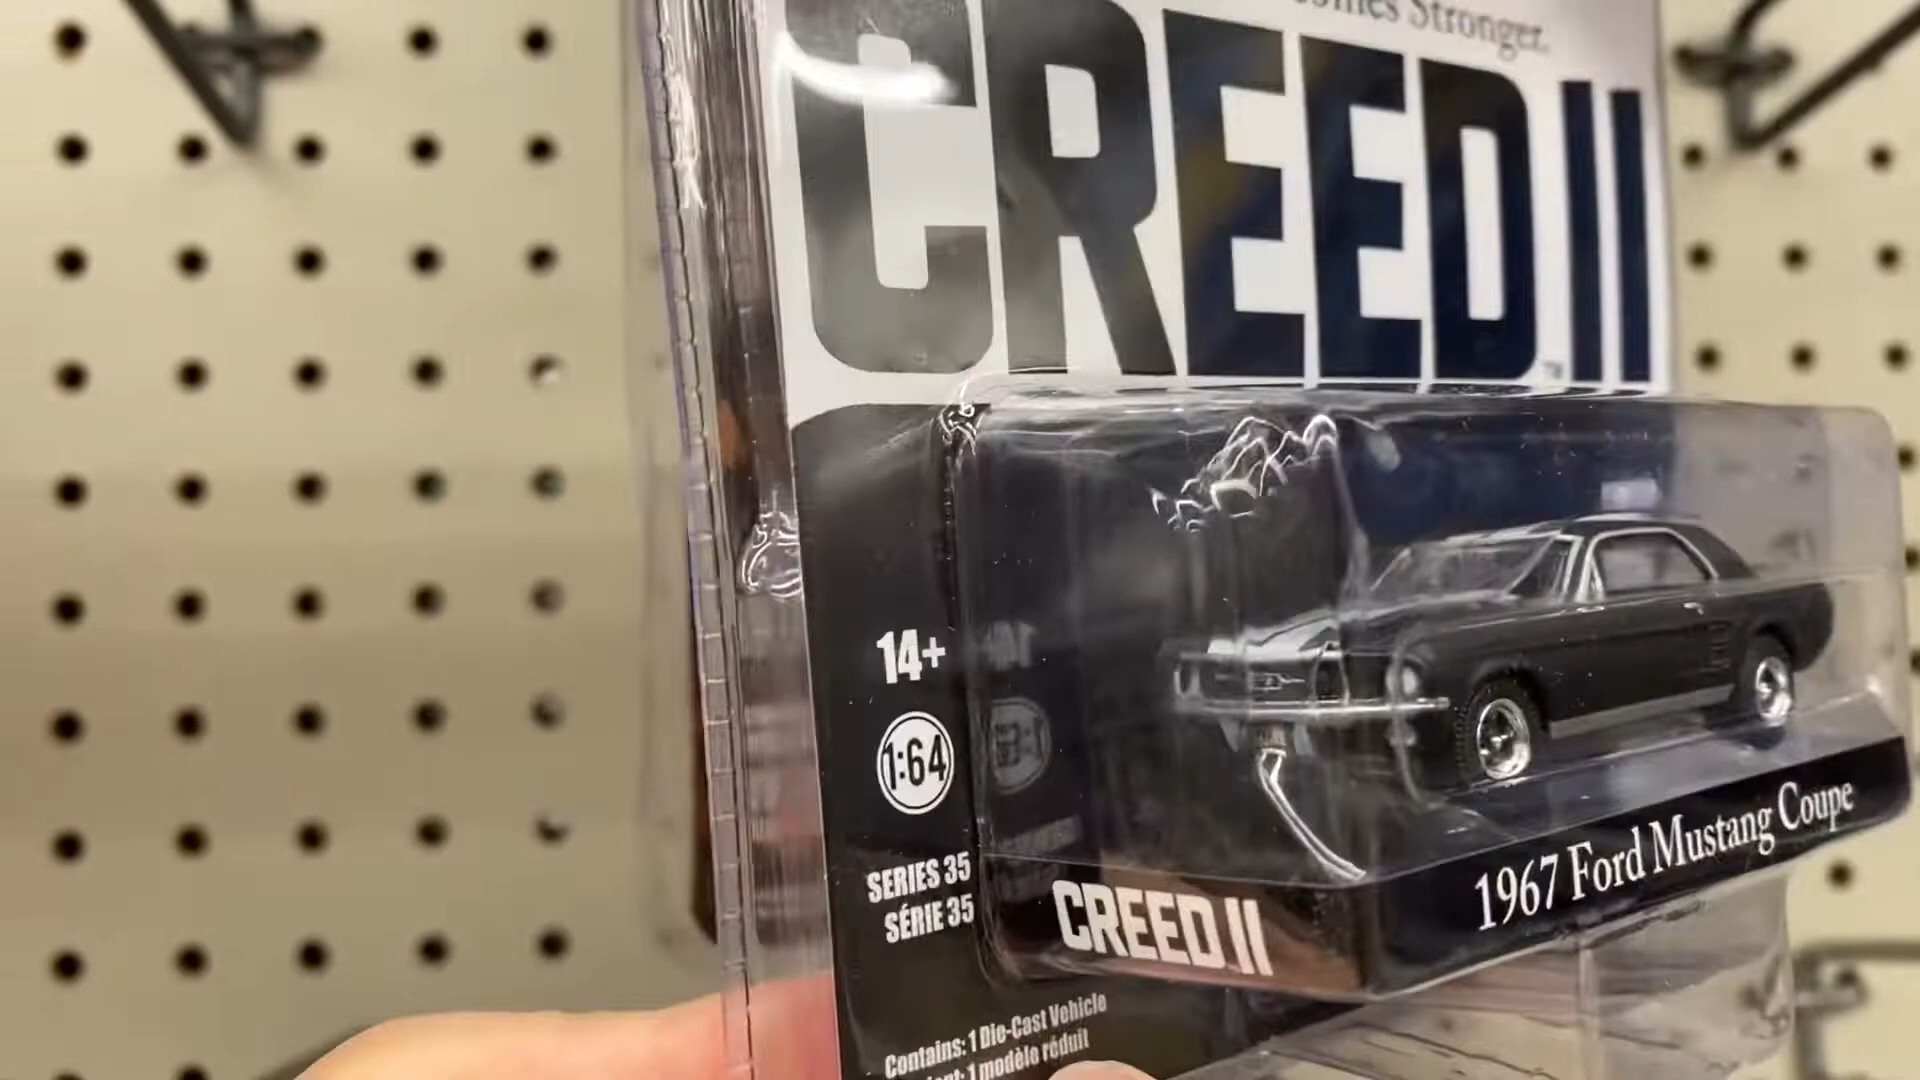 Stronger.
CREED II
TM
14+
1:64
SERIES 35
SÉRIE 35
CREED II
1967 Ford Mustang Coupe
Contains: 1 Die-Cast Vehicle
1 modèle réduit